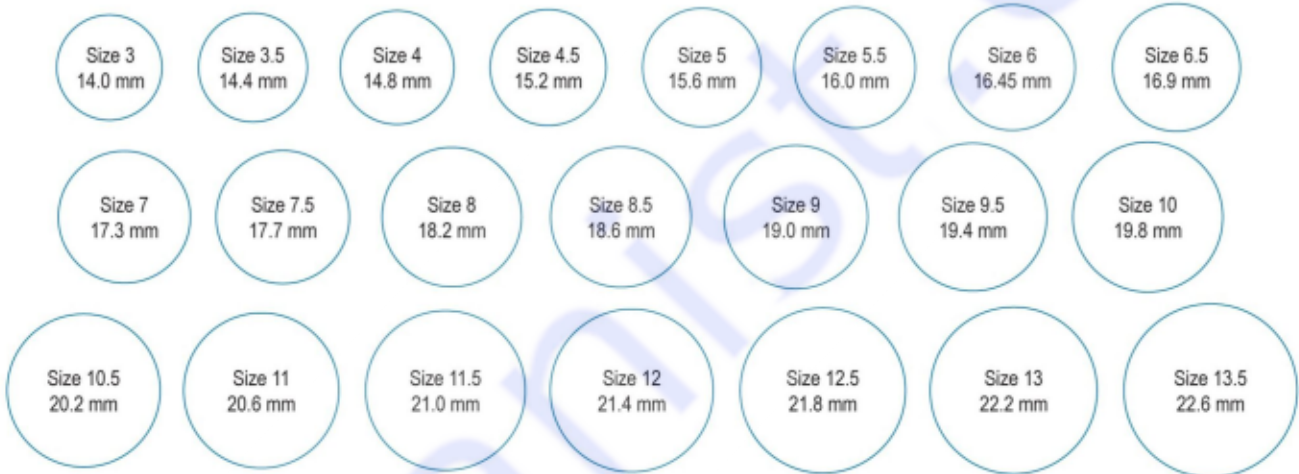 Size 3
14.0 mm
Size 3.5
14.4 mm
Size 4
14.8 mm
Size 4.5
15.2 mm
Size 5
15.6 mm
Size 5.5
16.0 mm
Size 6
16.45 mm
Size 6.5
16.9 mm
Size 7
17.3 mm
Size 7.5
17.7 mm
Size 8
18.2 mm
Size 8.5
18.6 mm
Size 9
19.0 mm
Size 9.5
19.4 mm
Size 10
19.8 mm
Size 10.5
20.2 mm
Size 11
20.6 mm
Size 11.5
21.0 mm
Size 12
21.4 mm
Size 12.5
21.8 mm
Size 13
22.2 mm
Size 13.5
22.6 mm